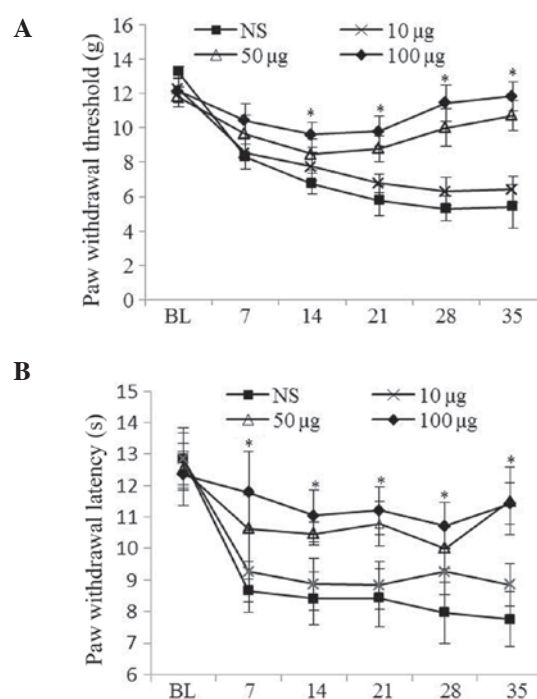 A
NS 10 µg
50 µg 100 µg
Paw withdrawal threshold (g)
16
14
12
10
8
6
4
2
0
* * * *
BL 7 14 21 28 35
B
NS 10 µg
50 µg 100 µg
Paw withdrawal latency (s)
15
14
13
12
11
10
9
8
7
6
* * * * *
BL 7 14 21 28 35